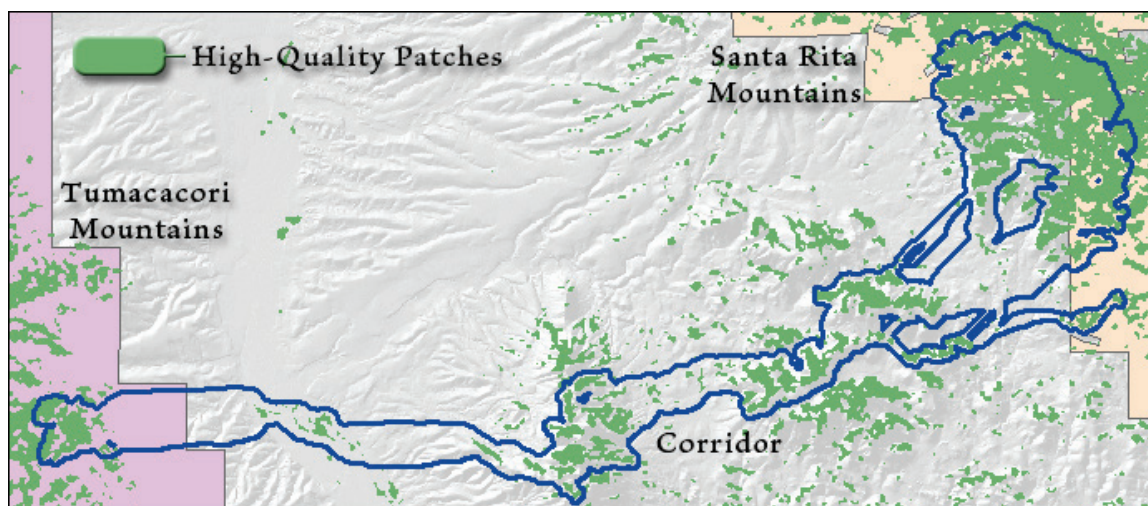 High-Quality Patches
Santa Rita
Mountains
Tumacacori
Mountains
Corridor